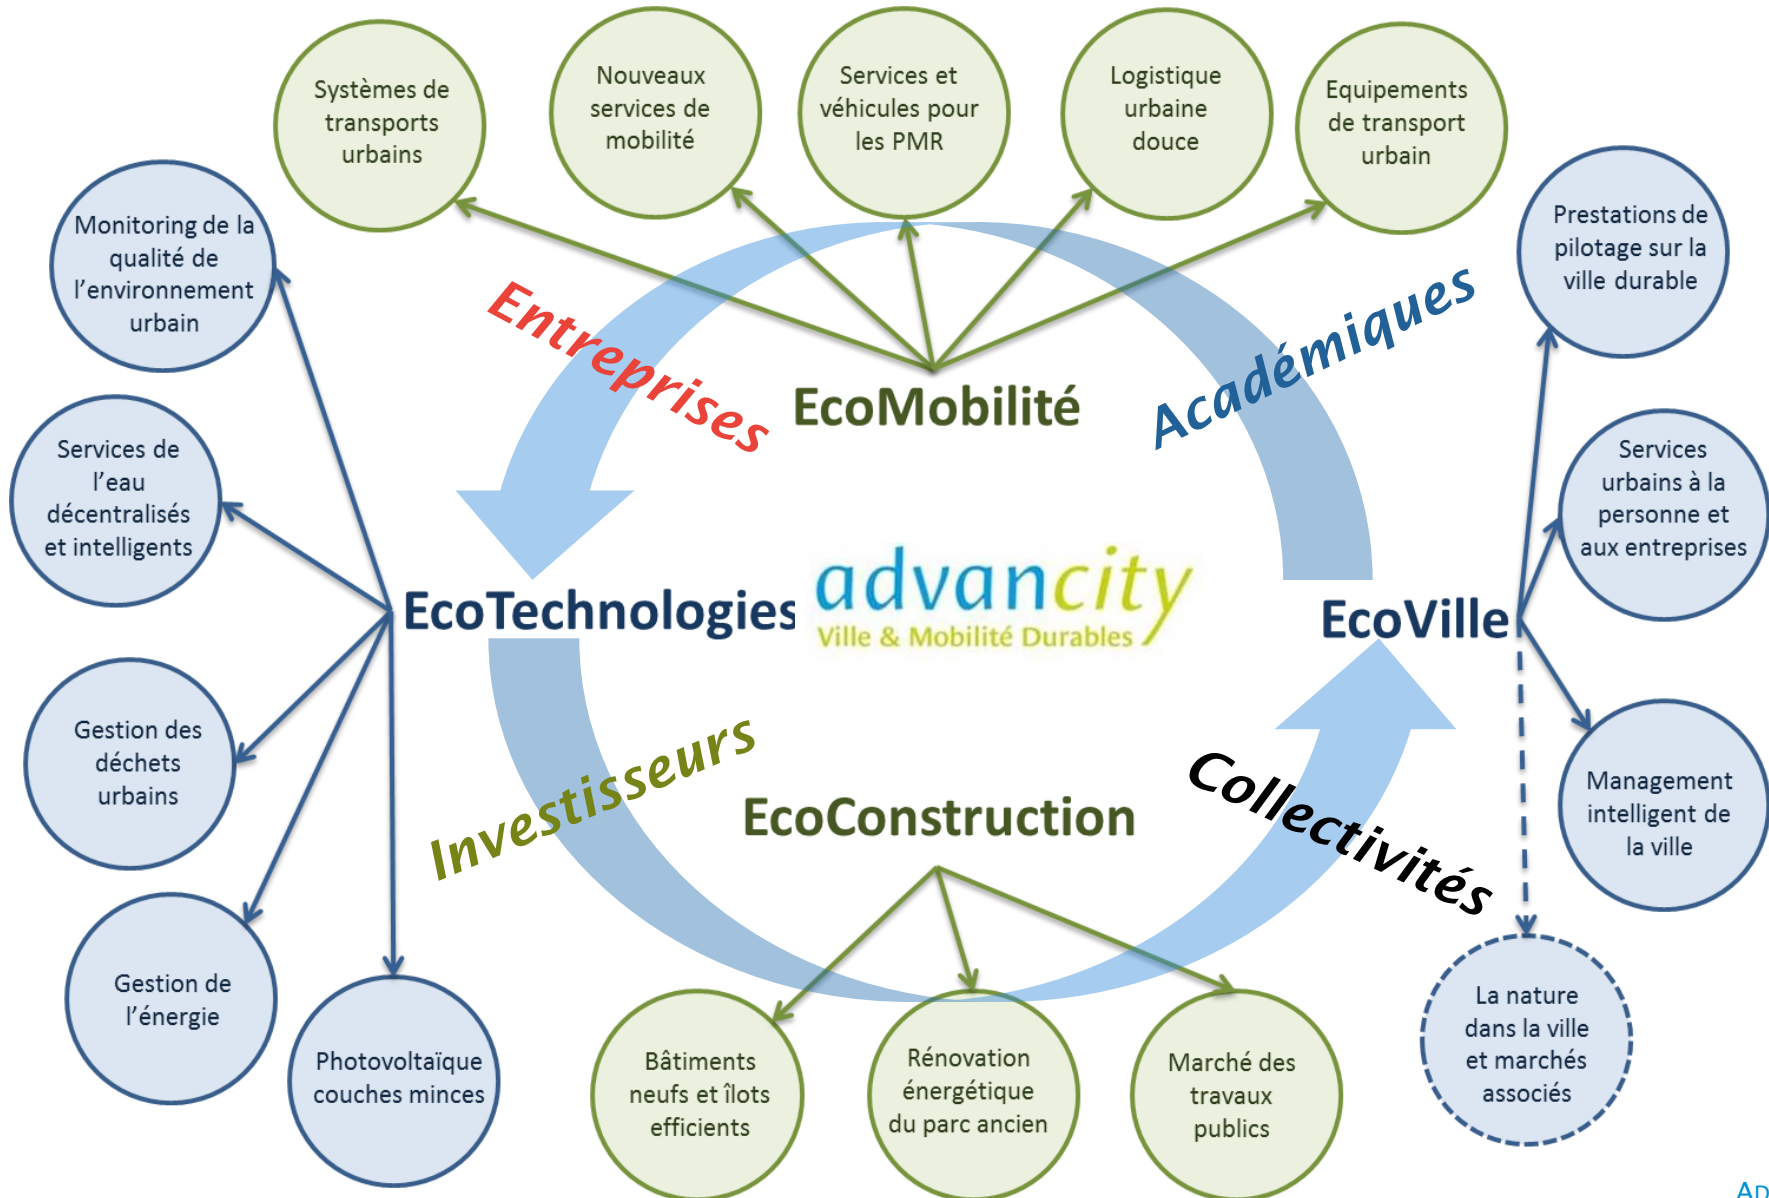 Systèmes de
transports
urbains
Nouveaux
services de
mobilité
Services et
véhicules pour
les PMR
Logistique
urbaine
douce
Equipements
de transport
urbain
Monitoring de la
qualité de
l'environnement
urbain
Prestations de
pilotage sur la
ville durable
Entreprises
Académiques
EcoMobilité
Services de
l'eau
décentralisés
et intelligents
Services
urbains à la
personne et
aux entreprises
EcoTechnologies
advancity
Ville & Mobilité Durables
EcoVille
Gestion des
déchets
urbains
Investisseurs
Collectivités
EcoConstruction
Management
intelligent de
la ville
Gestion de
l'énergie
Photovoltaïque
couches minces
Bâtiments
neufs et îlots
efficients
Rénovation
énergétique
du parc ancien
Marché des
travaux
publics
La nature
dans la ville
et marchés
associés
AD